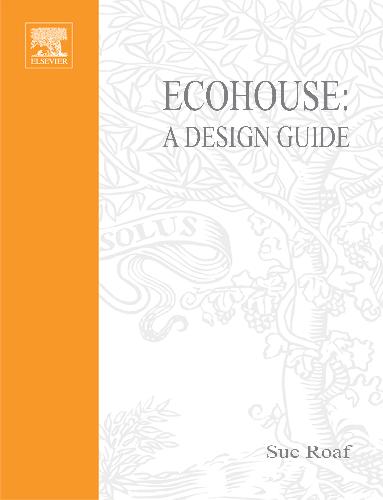 ELSEVIER
ECOHOUSE:
A DESIGN GUIDE
SOLUS
Sue Roaf